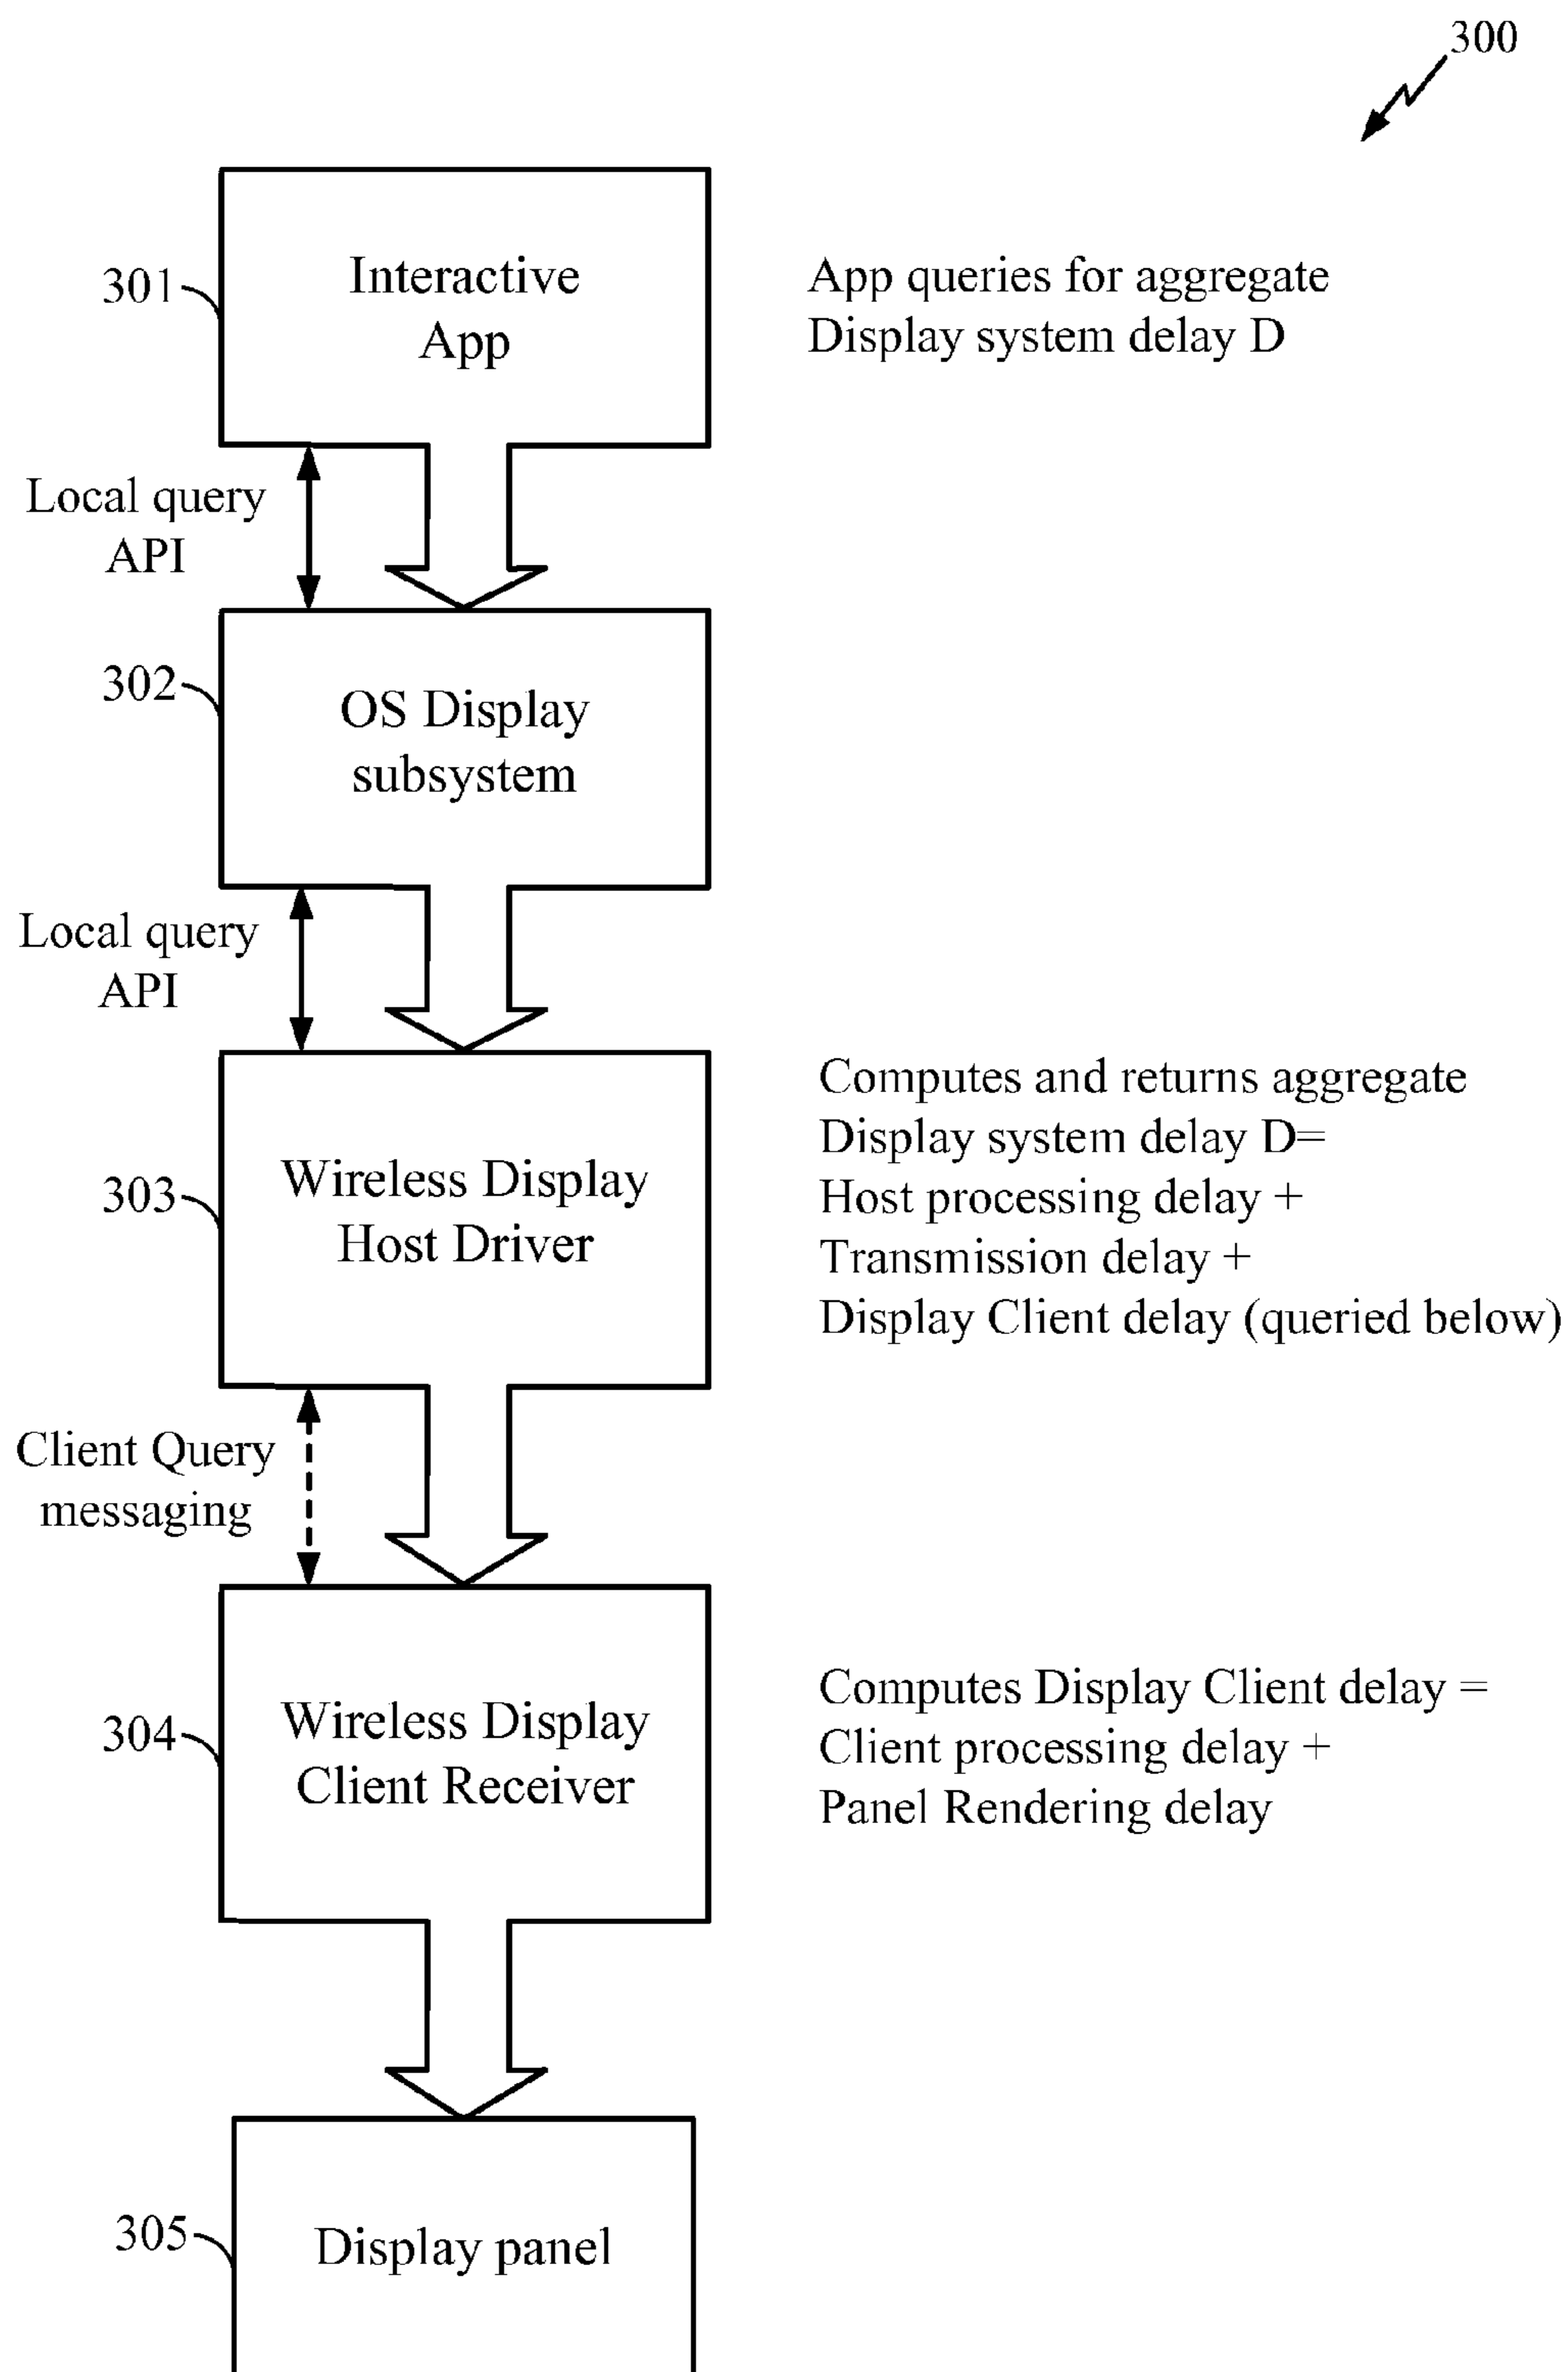 300
301
Interactive
App
App queries for aggregate
Display system delay D
Local query
API
302
OS Display
subsystem
Local query
API
303
Wireless Display
Host Driver
Computes and returns aggregate
Display system delay D=
Host processing delay +
Transmission delay +
Display Client delay (queried below)
Client Query
messaging
304
Wireless Display
Client Receiver
Computes Display Client delay =
Client processing delay +
Panel Rendering delay
305
Display panel